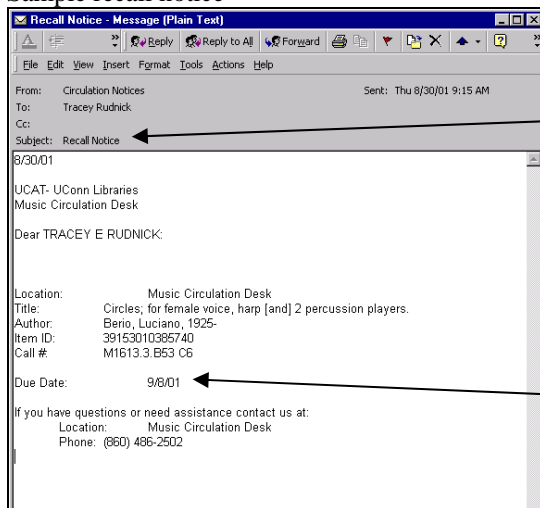 Sample recall notice
Recall Notice - Message (Plain Text)
Reply Reply to All Forward
File Edit View Insert Format Tools Actions Help
From: Circulation Notices Sent: Thu 8/30/01 9:15 AM
To: Tracey Rudnick
Cc:
Subject: Recall Notice
8/30/01
UCAT- UConn Libraries
Music Circulation Desk
Dear TRACEY E RUDNICK:
Location: Music Circulation Desk
Title: Circles; for female voice, harp [and] 2 percussion players.
Author: Berio, Luciano, 1925-
Item ID: 39153010385740
Call #: M1613.3.B53 C6
Due Date: 9/8/01
If you have questions or need assistance contact us at:
Location: Music Circulation Desk
Phone: (860) 486-2502